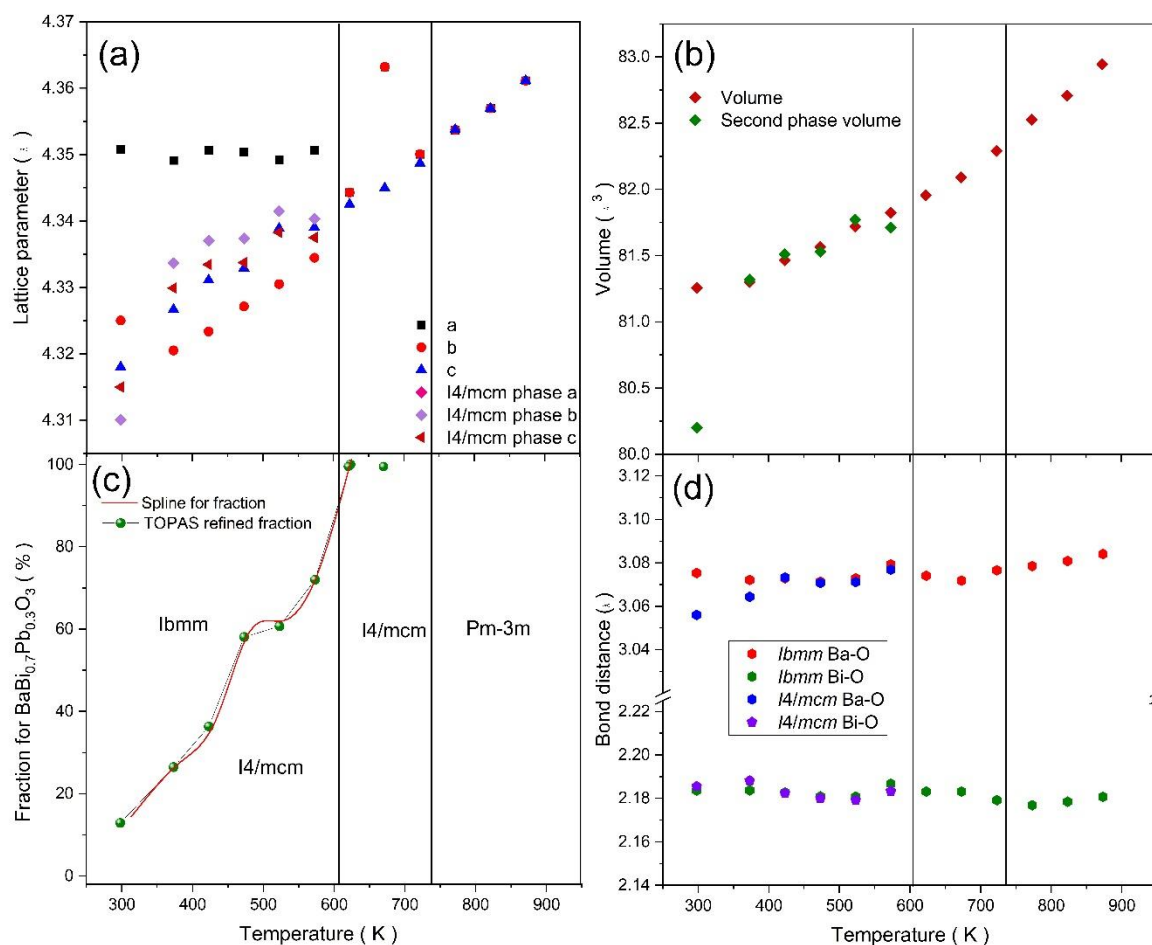 (a)
4.37
4.36
4.35
4.34
4.33
4.32
4.31
Lattice parameter (Å)
a
b
c
I4/mcm phase a
I4/mcm phase b
I4/mcm phase c
(b)
83.0
82.5
82.0
81.5
81.0
80.5
80.0
Volume (Å³)
Volume
Second phase volume
(c)
100
80
60
40
20
0
Fraction for BaBi0.7Pb0.3O3 ( % )
Spline for fraction
TOPAS refined fraction
Ibmm
I4/mcm
I4/mcm
Pm-3m
300 400 500 600 700 800 900
Temperature ( K )
(d)
3.12
3.10
3.08
3.06
3.04
2.22
2.20
2.18
2.16
2.14
Bond distance (Å)
Ibmm Ba-O
Ibmm Bi-O
I4/mcm Ba-O
I4/mcm Bi-O
300 400 500 600 700 800 900
Temperature ( K )